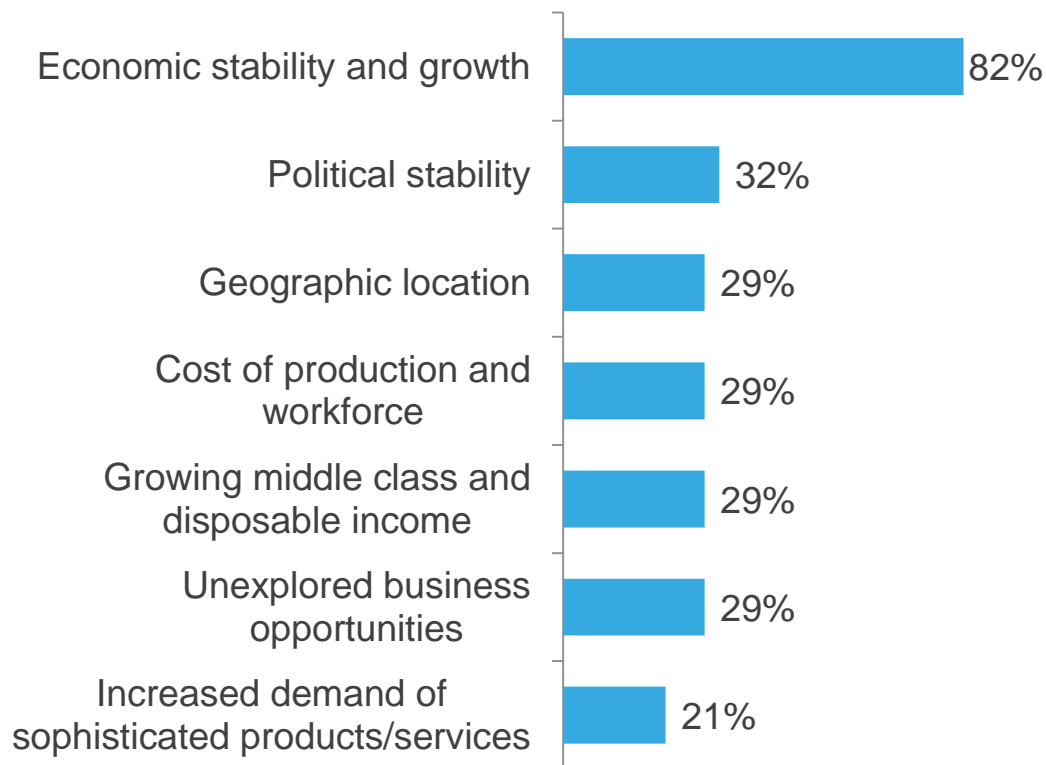 Economic stability and growth
82%
Political stability
32%
Geographic location
29%
Cost of production and
workforce
29%
Growing middle class and
disposable income
29%
Unexplored business
opportunities
29%
Increased demand of
sophisticated products/services
21%